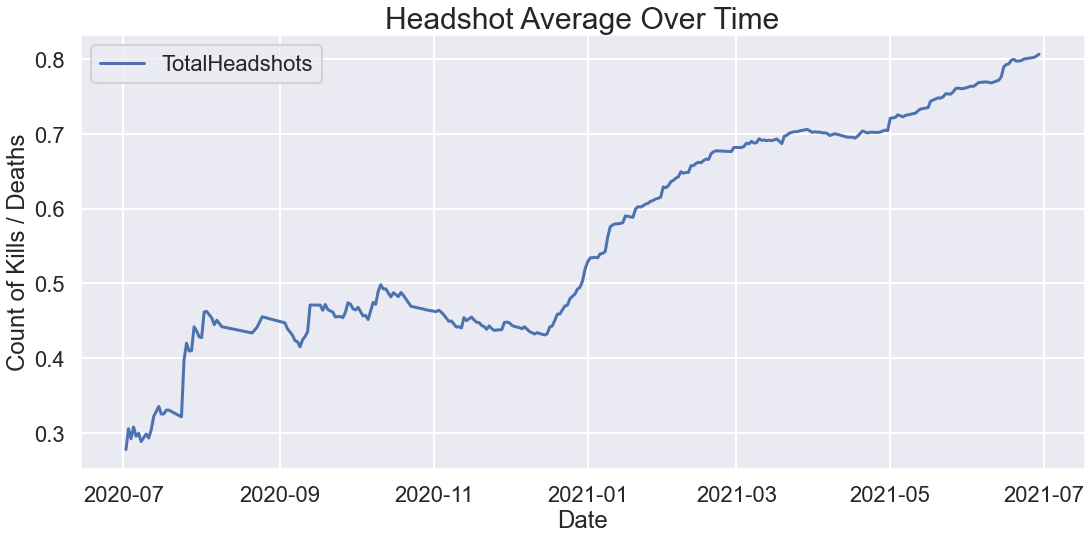 Headshot Average Over Time
TotalHeadshots
Count of Kills / Deaths
0.8
0.7
0.6
0.5
0.4
0.3
2020-07 2020-09 2020-11 2021-01 2021-03 2021-05 2021-07
Date